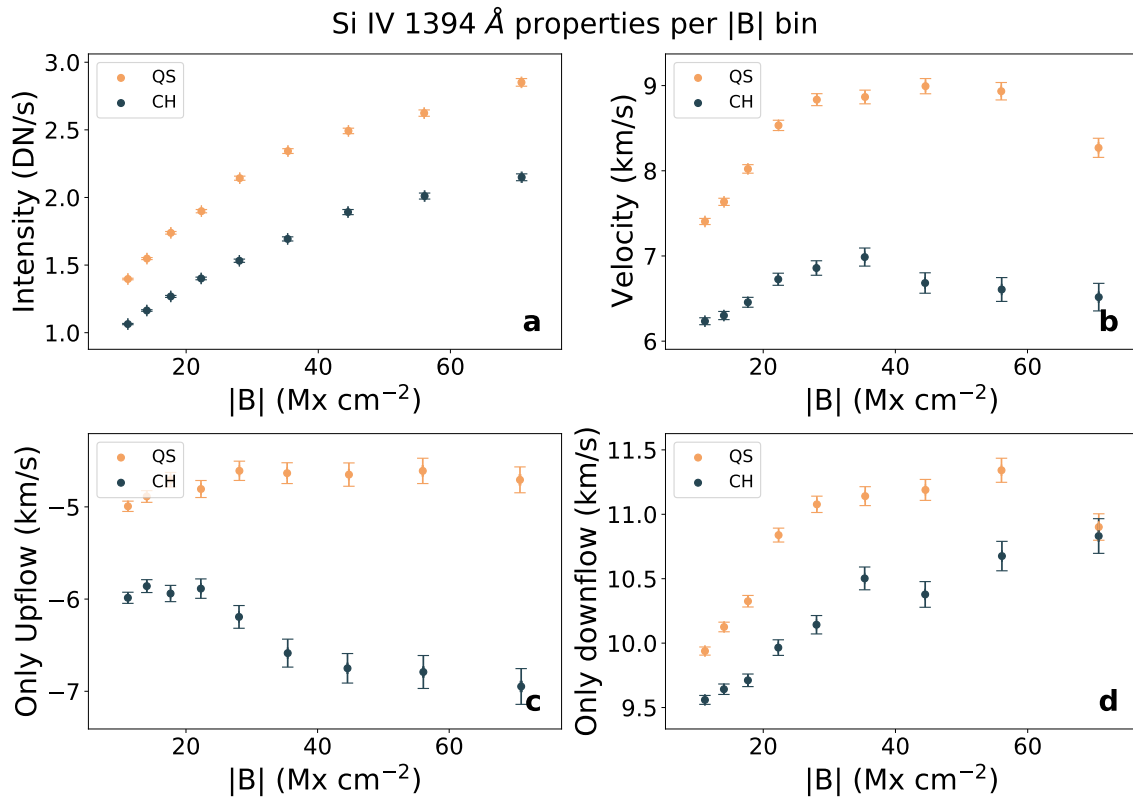 Si IV 1394 Å properties per |B| bin
3.0
2.5
2.0
1.5
1.0
Intensity (DN/s)
QS
CH
a
20
40
60
|B| (Mx cm⁻²)
9
8
7
6
Velocity (km/s)
QS
CH
b
20
40
60
|B| (Mx cm⁻²)
−5
−6
−7
Only Upflow (km/s)
QS
CH
c
20
40
60
|B| (Mx cm⁻²)
11.5
11.0
10.5
10.0
9.5
Only downflow (km/s)
QS
CH
d
20
40
60
|B| (Mx cm⁻²)